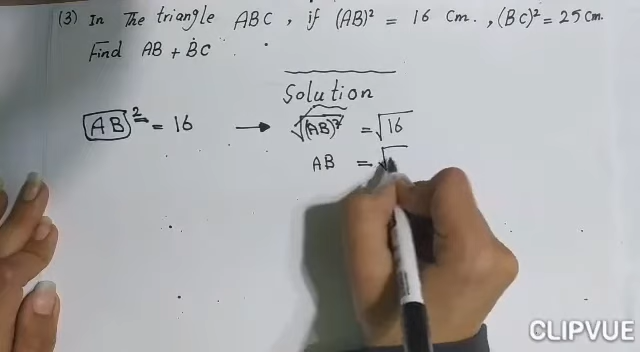 (3) In The triangle ABC, if (AB)² = 16 Cm., (BC)² = 25 Cm.
Find AB + BC
Solution
AB² = 16 → √(AB)² = √16
AB = √
CLIPVUE